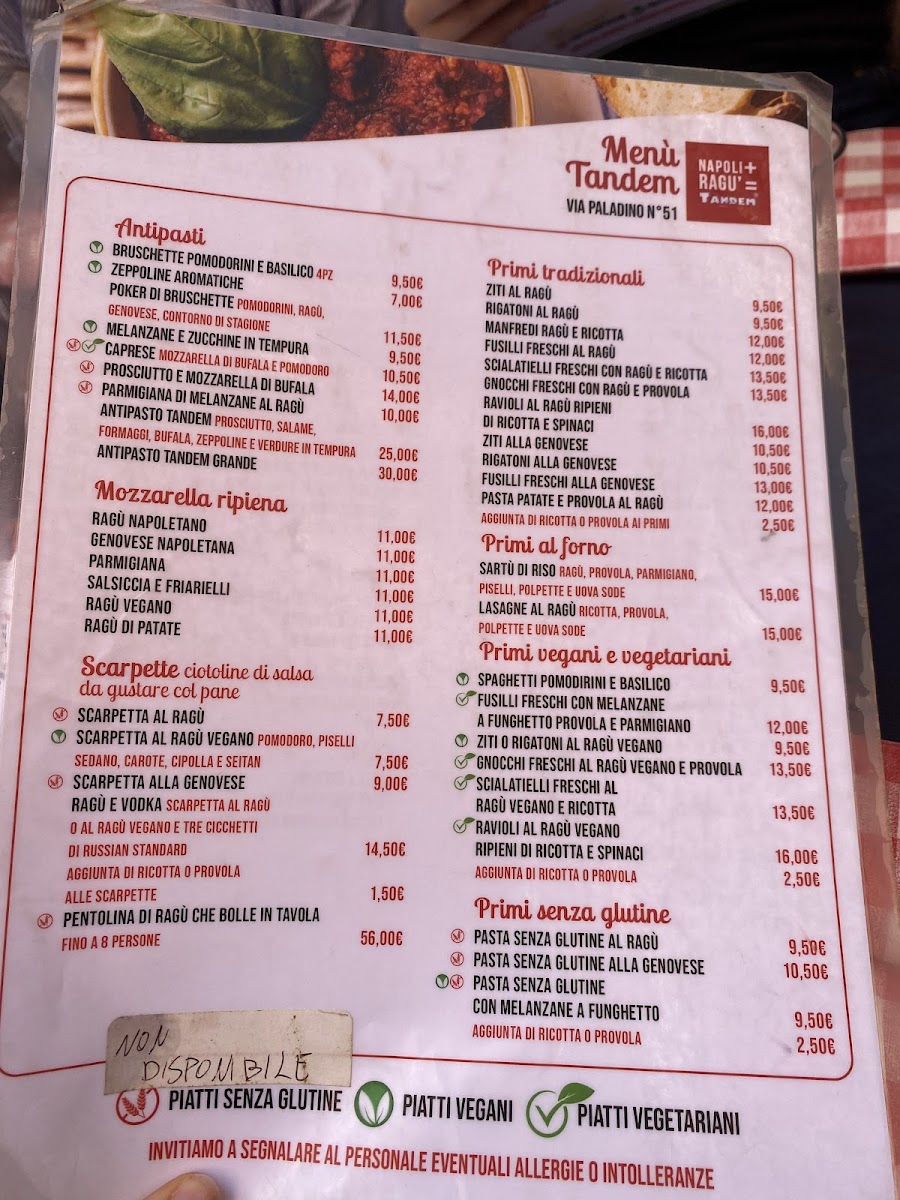 Menù
Tandem
VIA PALADINO N°51
NAPOLI+
RAGU'=
TANDEM
Antipasti
BRUSCHETTE POMODORINI E BASILICO 4PZ 9,50€
ZEPPOLINE AROMATICHE 7,00€
POKER DI BRUSCHETTE POMODORINI, RAGÙ,
GENOVESE, CONTORNO DI STAGIONE 11,50€
MELANZANE E ZUCCHINE IN TEMPURA 9,50€
CAPRESE MOZZARELLA DI BUFALA E POMODORO 10,50€
PROSCIUTTO E MOZZARELLA DI BUFALA 14,00€
PARMIGIANA DI MELANZANE AL RAGÙ 10,00€
ANTIPASTO TANDEM PROSCIUTTO, SALAME,
FORMAGGI, BUFALA, ZEPPOLINE E VERDURE IN TEMPURA 25,00€
ANTIPASTO TANDEM GRANDE 30,00€
Mozzarella ripiena
RAGÙ NAPOLETANO 11,00€
GENOVESE NAPOLETANA 11,00€
PARMIGIANA 11,00€
SALSICCIA E FRIARIELLI 11,00€
RAGÙ VEGANO 11,00€
RAGÙ DI PATATE 11,00€
Scarpette ciotoline di salsa
da gustare col pane
SCARPETTA AL RAGÙ 7,50€
SCARPETTA AL RAGÙ VEGANO POMODORO, PISELLI
SEDANO, CAROTE, CIPOLLA E SEITAN 7,50€
SCARPETTA ALLA GENOVESE 9,00€
RAGÙ E VODKA SCARPETTA AL RAGÙ
O AL RAGÙ VEGANO E TRE CICCHETTI
DI RUSSIAN STANDARD 14,50€
AGGIUNTA DI RICOTTA O PROVOLA
ALLE SCARPETTE 1,50€
PENTOLINA DI RAGÙ CHE BOLLE IN TAVOLA
FINO A 8 PERSONE 56,00€
Primi tradizionali
ZITI AL RAGÙ 9,50€
RIGATONI AL RAGÙ 9,50€
MANFREDI RAGÙ E RICOTTA 12,00€
FUSILLI FRESCHI AL RAGÙ 12,00€
SCIALATIELLI FRESCHI CON RAGÙ E RICOTTA 13,50€
GNOCCHI FRESCHI CON RAGÙ E PROVOLA 13,50€
RAVIOLI AL RAGÙ RIPIENI
DI RICOTTA E SPINACI 16,00€
ZITI ALLA GENOVESE 10,50€
RIGATONI ALLA GENOVESE 10,50€
FUSILLI FRESCHI ALLA GENOVESE 13,00€
PASTA PATATE E PROVOLA AL RAGÙ 12,00€
AGGIUNTA DI RICOTTA O PROVOLA AI PRIMI 2,50€
Primi al forno
SARTÙ DI RISO RAGÙ, PROVOLA, PARMIGIANO,
PISELLI, POLPETTE E UOVA SODE 15,00€
LASAGNE AL RAGÙ RICOTTA, PROVOLA,
POLPETTE E UOVA SODE 15,00€
Primi vegani e vegetariani
SPAGHETTI POMODIRINI E BASILICO 9,50€
FUSILLI FRESCHI CON MELANZANE
A FUNGHETTO PROVOLA E PARMIGIANO 12,00€
ZITI O RIGATONI AL RAGÙ VEGANO 9,50€
GNOCCHI FRESCHI AL RAGÙ VEGANO E PROVOLA 13,50€
SCIALATIELLI FRESCHI AL
RAGÙ VEGANO E RICOTTA 13,50€
RAVIOLI AL RAGÙ VEGANO
RIPIENI DI RICOTTA E SPINACI 16,00€
AGGIUNTA DI RICOTTA O PROVOLA 2,50€
Primi senza glutine
PASTA SENZA GLUTINE AL RAGÙ 9,50€
PASTA SENZA GLUTINE ALLA GENOVESE 10,50€
PASTA SENZA GLUTINE
CON MELANZANE A FUNGHETTO 9,50€
AGGIUNTA DI RICOTTA O PROVOLA 2,50€
NON
DISPONIBILE
PIATTI SENZA GLUTINE PIATTI VEGANI PIATTI VEGETARIANI
INVITIAMO A SEGNALARE AL PERSONALE EVENTUALI ALLERGIE O INTOLLERANZE